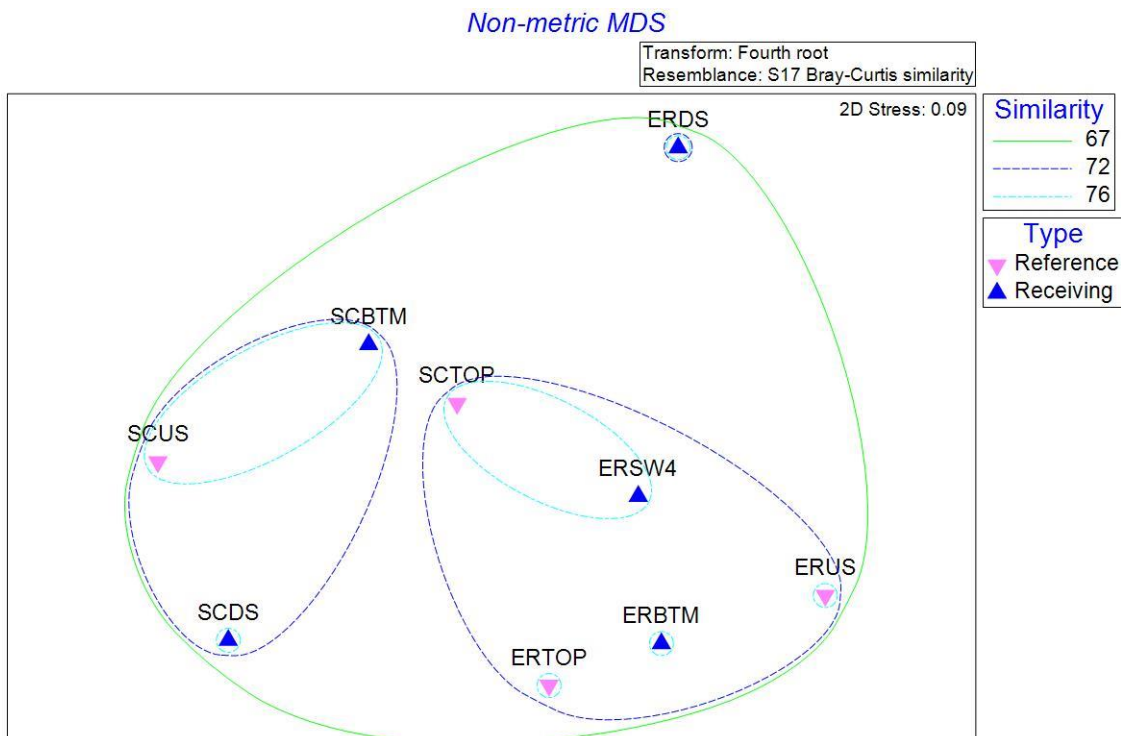 Non-metric MDS
Transform: Fourth root
Resemblance: S17 Bray-Curtis similarity
2D Stress: 0.09
Similarity
67
72
76
Type
Reference
Receiving
ERDS
SCBTM
SCTOP
SCUS
ERSW4
ERUS
SCDS
ERBTM
ERTOP